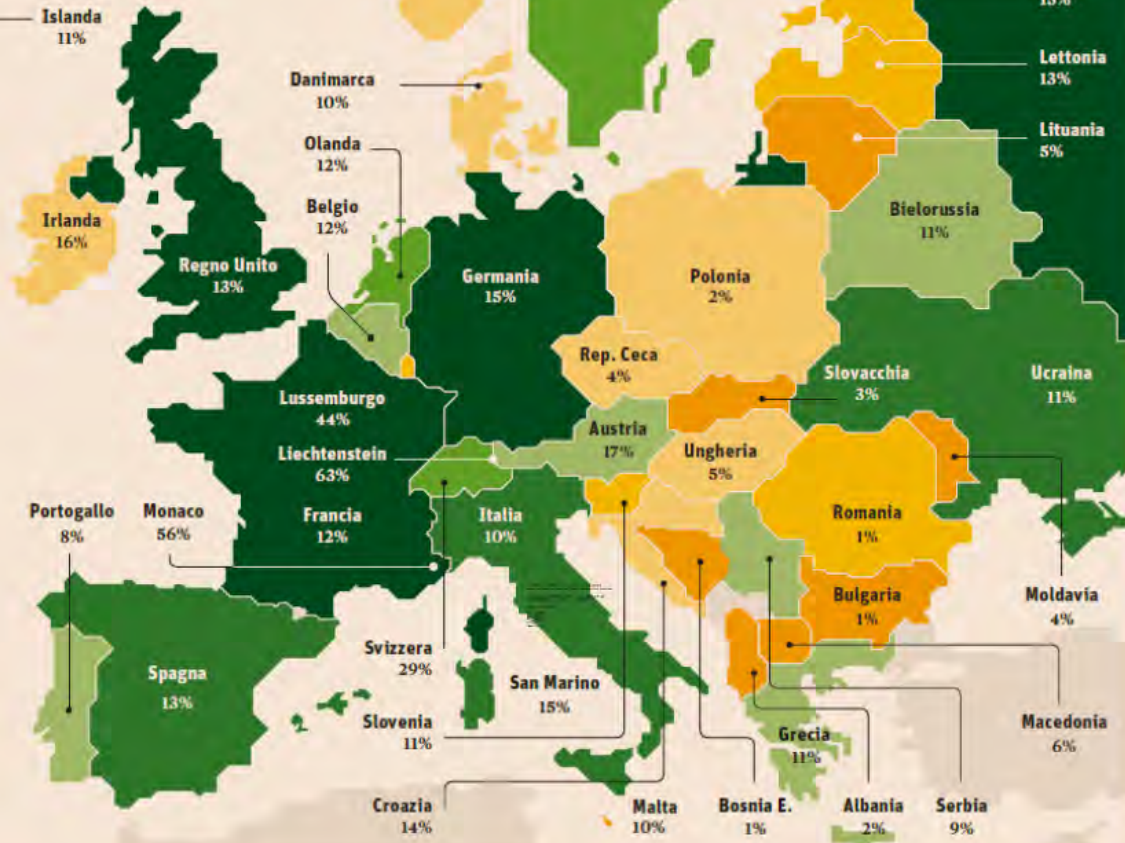 Islanda
11%
13%
Lettonia
13%
Danimarca
10%
Lituania
5%
Olanda
12%
Belgio
12%
Irlanda
16%
Bielorussia
11%
Regno Unito
13%
Germania
15%
Polonia
2%
Rep. Ceca
4%
Slovacchia
3%
Ucraina
11%
Lussemburgo
44%
Austria
17%
Ungheria
5%
Liechtenstein
63%
Portogallo
8%
Monaco
56%
Francia
12%
Italia
10%
Romania
1%
Bulgaria
1%
Moldavia
4%
Svizzera
29%
Spagna
13%
San Marino
15%
Slovenia
11%
Grecia
11%
Macedonia
6%
Croazia
14%
Malta
10%
Bosnia E.
1%
Albania
2%
Serbia
9%